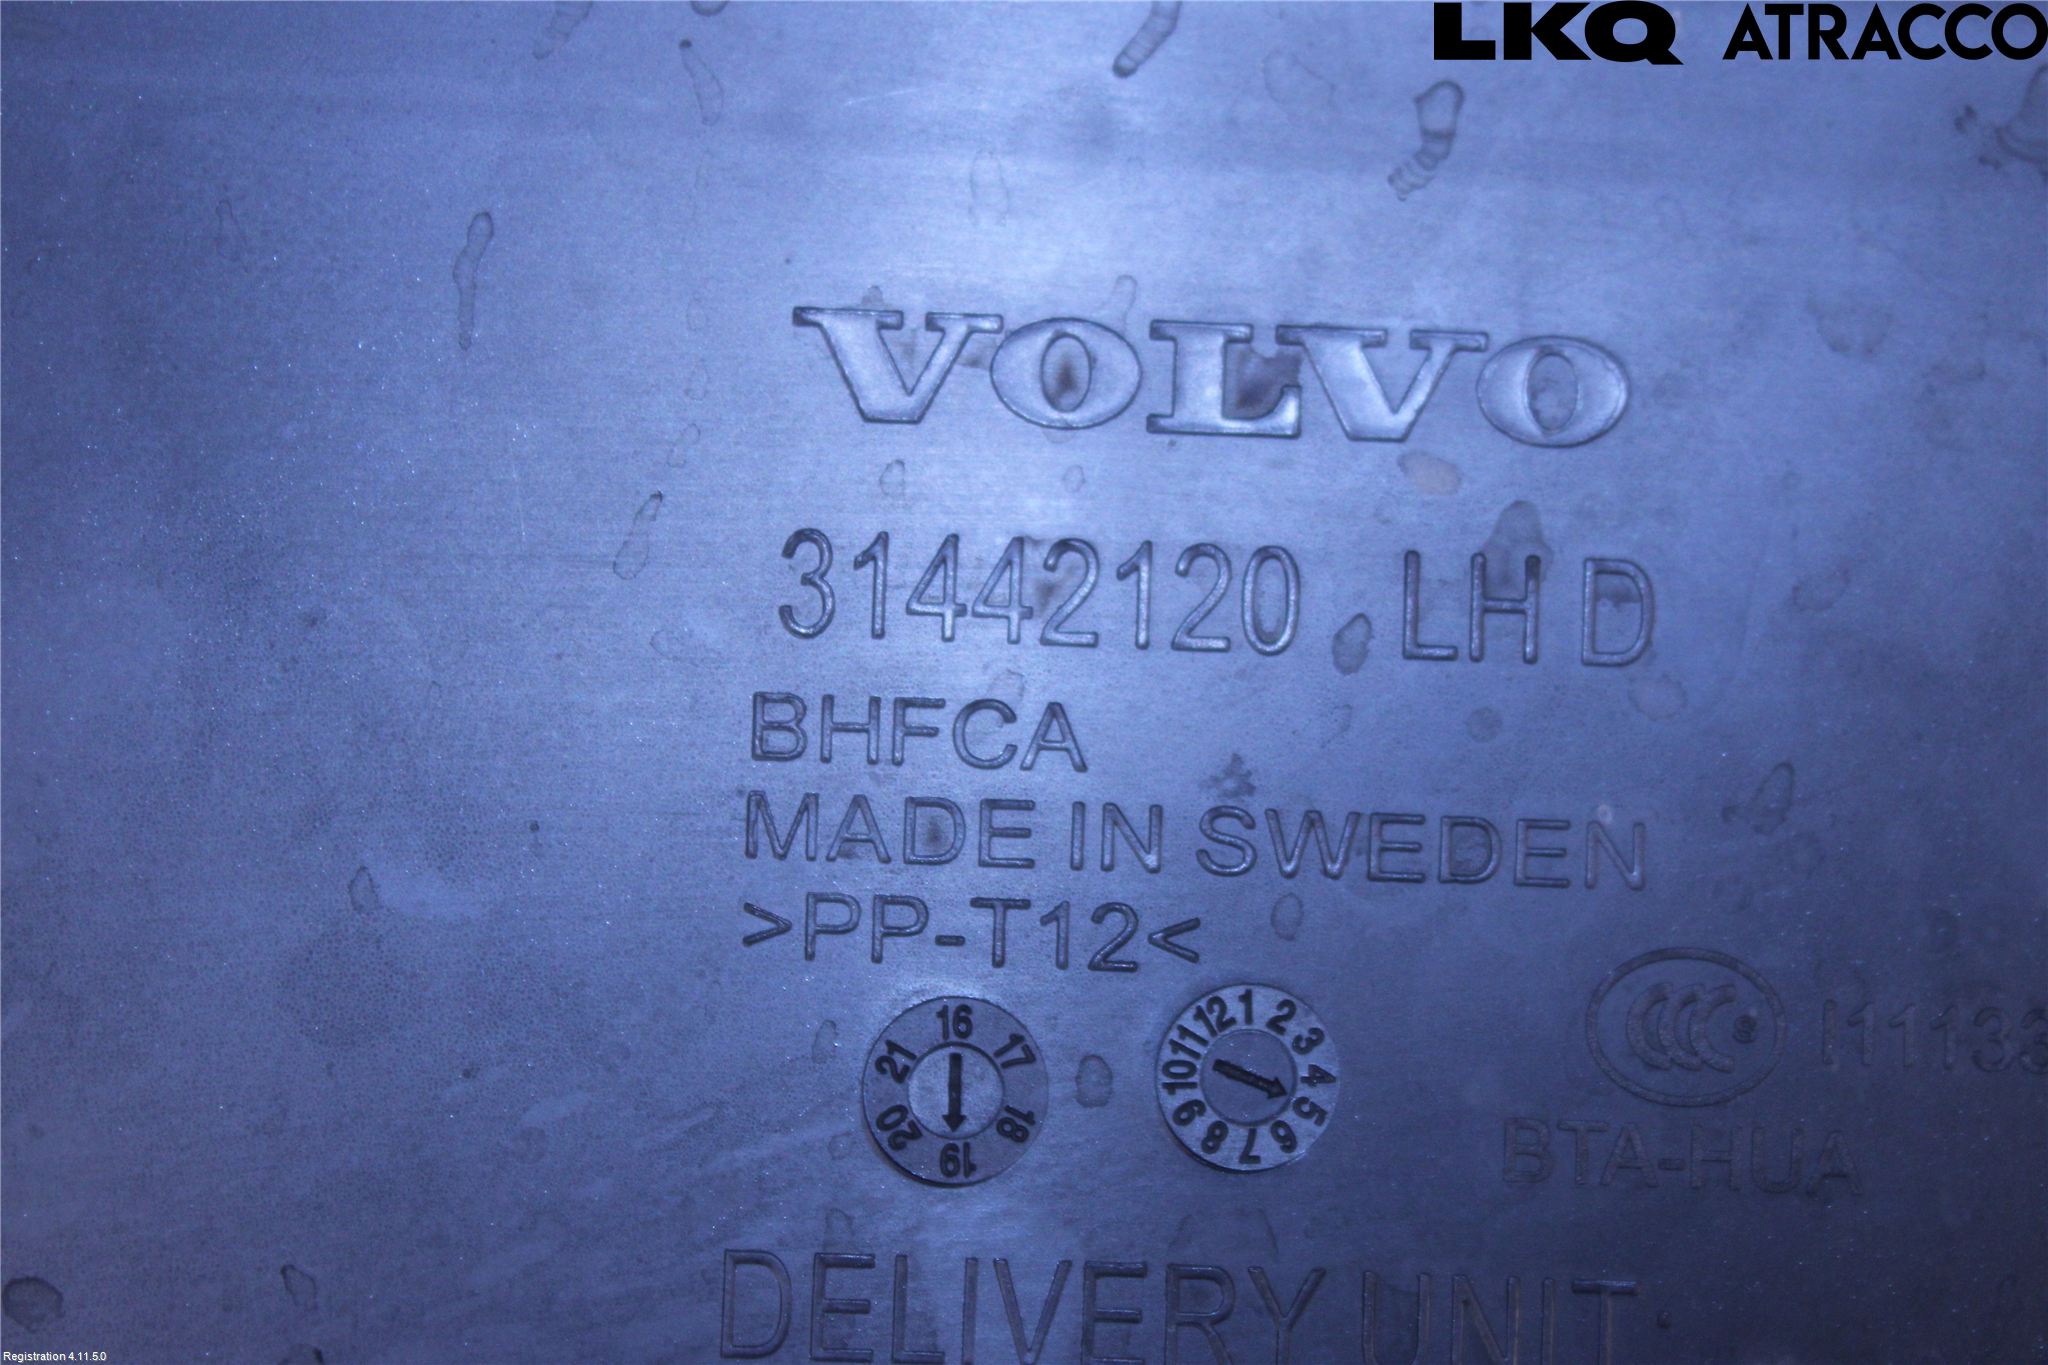 LKQ ATRACCO
VOLVO
31442120 LHD
BHFCA
MADE IN SWEDEN
>PP-T12<
16 17 18 19 20 21
1 2 3 4 5 6 7 8 9 10 11 12
CCC S
BTA-HUA
DELIVERY UNIT
Registration 4.11.5.0